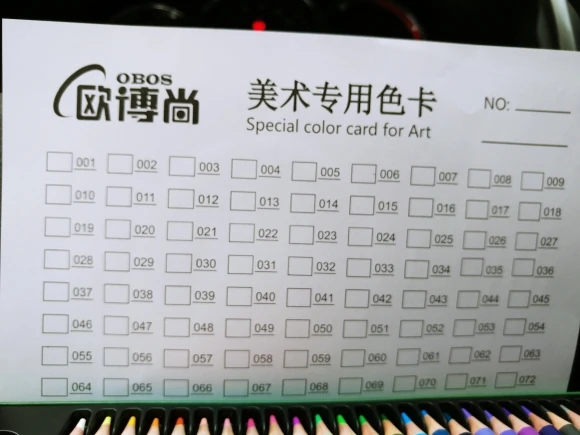 OBOS
欧博尚
美术专用色卡
Special color card for Art
NO:
001 002 003 004 005 006 007 008 009
010 011 012 013 014 015 016 017 018
019 020 021 022 023 024 025 026 027
028 029 030 031 032 033 034 035 036
037 038 039 040 041 042 043 044 045
046 047 048 049 050 051 052 053 054
055 056 057 058 059 060 061 062 063
064 065 066 067 068 069 070 071 072